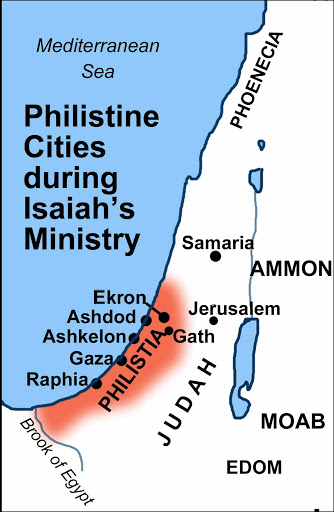 Mediterranean
Sea
PHOENECIA
Philistine
Cities
during
Isaiah's
Ministry
Samaria
AMMON
Ekron
Jerusalem
Ashdod
Ashkelon
Gath
Gaza
PHILISTIA
Raphia
JUDAH
MOAB
Brook of Egypt
EDOM